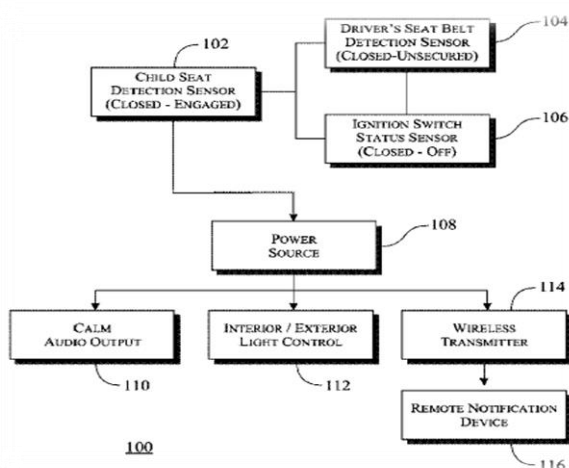 102
CHILD SEAT
DETECTION SENSOR
(CLOSED - ENGAGED)
DRIVER'S SEAT BELT
DETECTION SENSOR
(CLOSED-UNSECURED)
104
IGNITION SWITCH
STATUS SENSOR
(CLOSED - OFF)
106
POWER
SOURCE
108
CALM
AUDIO OUTPUT
110
INTERIOR / EXTERIOR
LIGHT CONTROL
112
114
WIRELESS
TRANSMITTER
REMOTE NOTIFICATION
DEVICE
116
100